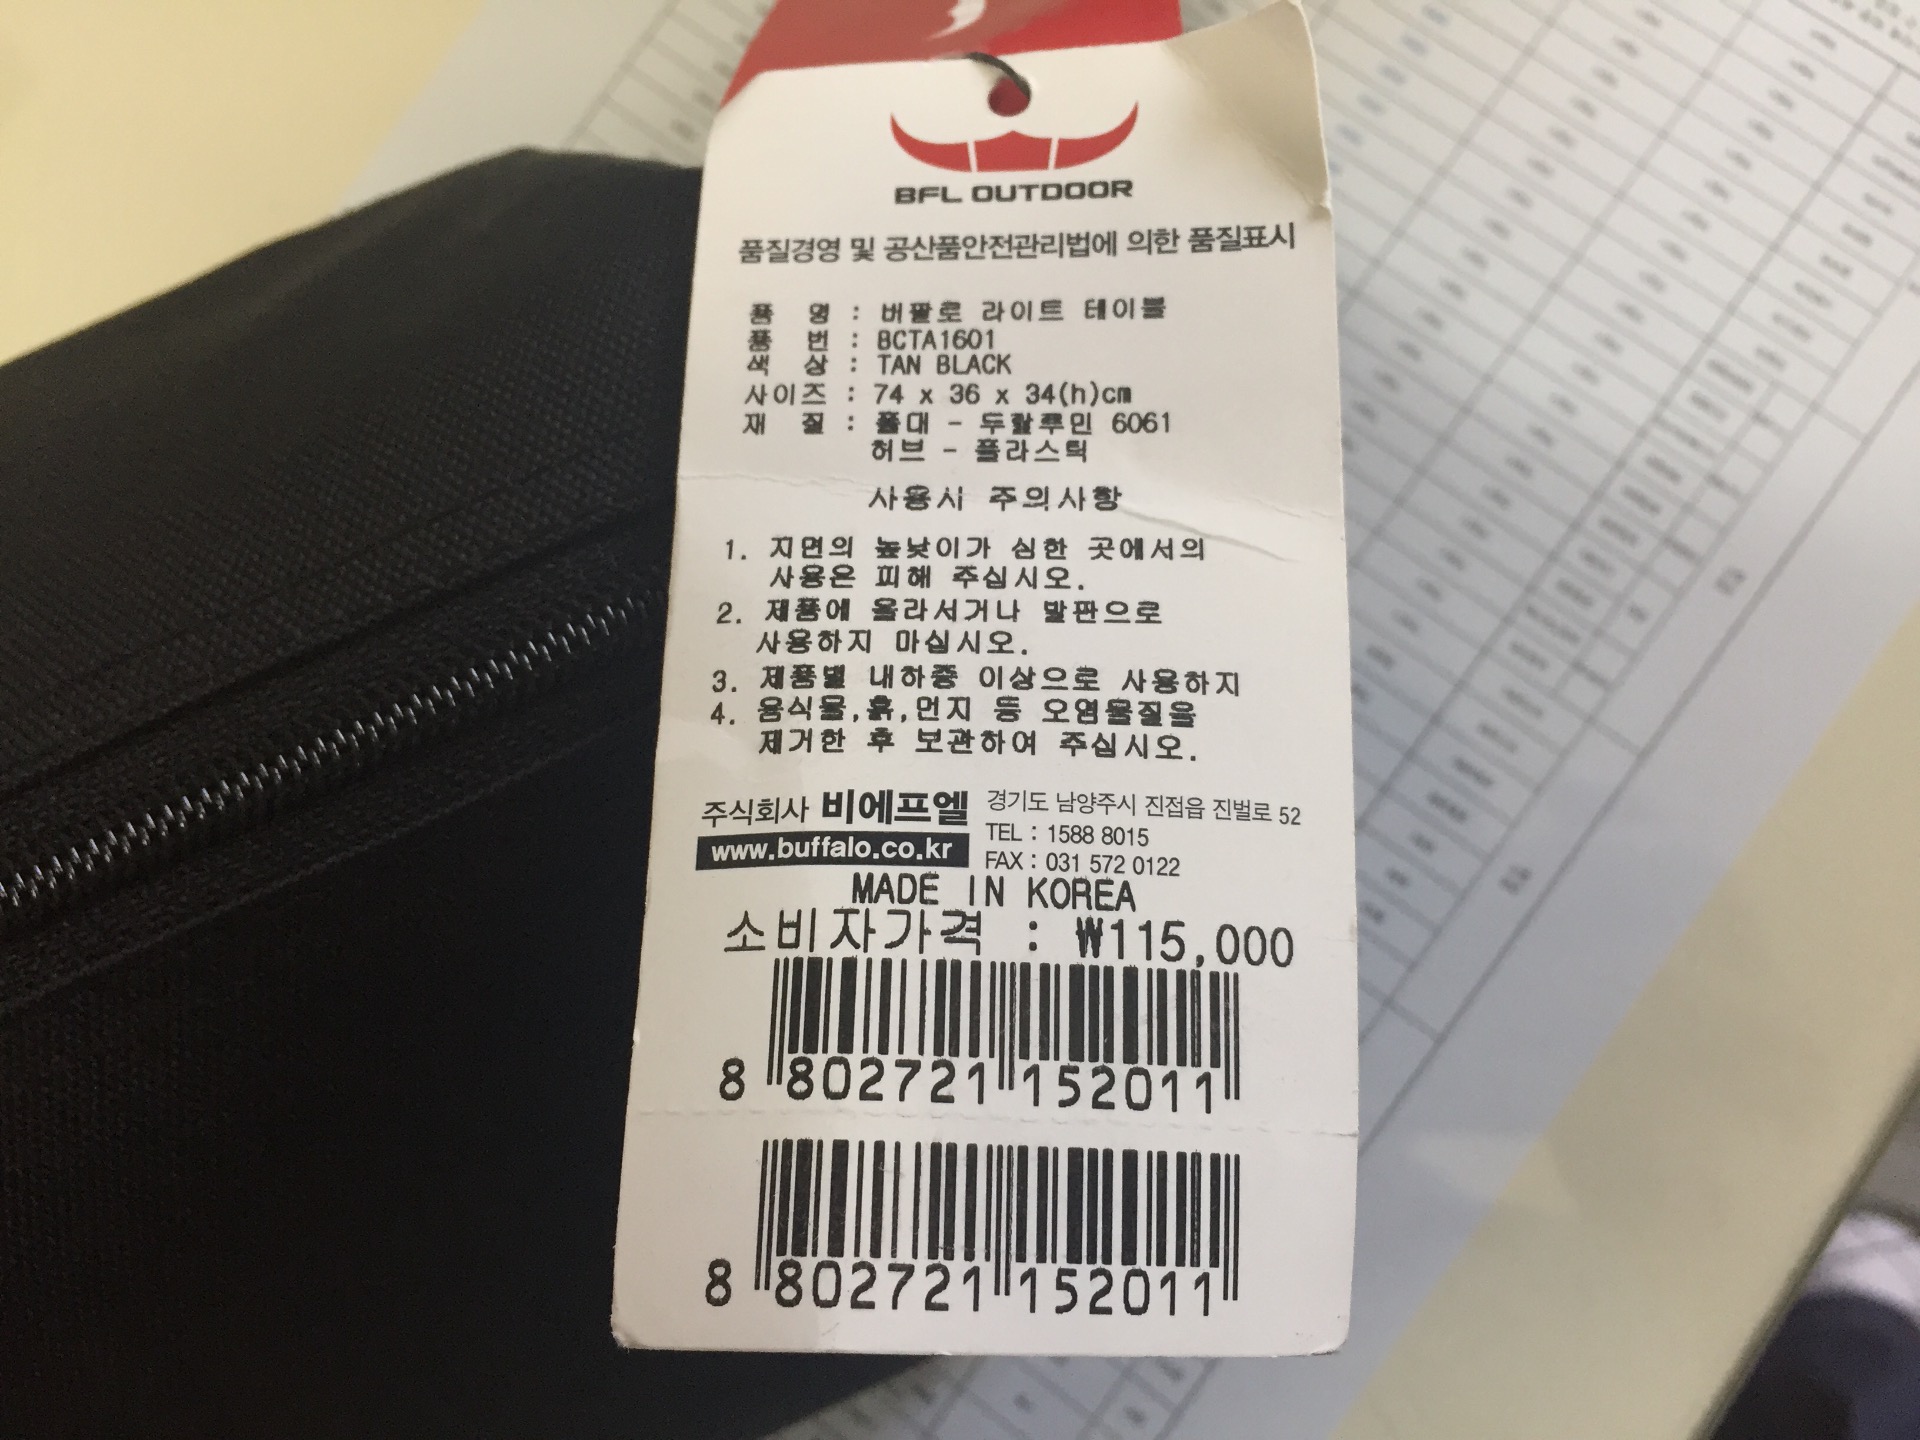 BFL OUTDOOR
품질경영 및 공산품안전관리법에 의한 품질표시
품 명 : 버팔로 라이트 테이블
품 번 : BCTA1601
색 상 : TAN BLACK
사이즈 : 74 x 36 x 34(h)cm
재 질 : 폴대 - 두랄루민 6061
허브 - 플라스틱
사용시 주의사항
1. 지면의 높낮이가 심한 곳에서의
사용은 피해 주십시오.
2. 제품에 올라서거나 발판으로
사용하지 마십시오.
3. 제품별 내하중 이상으로 사용하지
4. 음식물,흙,먼지 등 오염물질을
제거한 후 보관하여 주십시오.
주식회사 비에프엘 경기도 남양주시 진접읍 진벌로 52
www.buffalo.co.kr TEL : 1588 8015
FAX : 031 572 0122
MADE IN KOREA
소비자가격 : ₩115,000
8 802721 152011
8 802721 152011